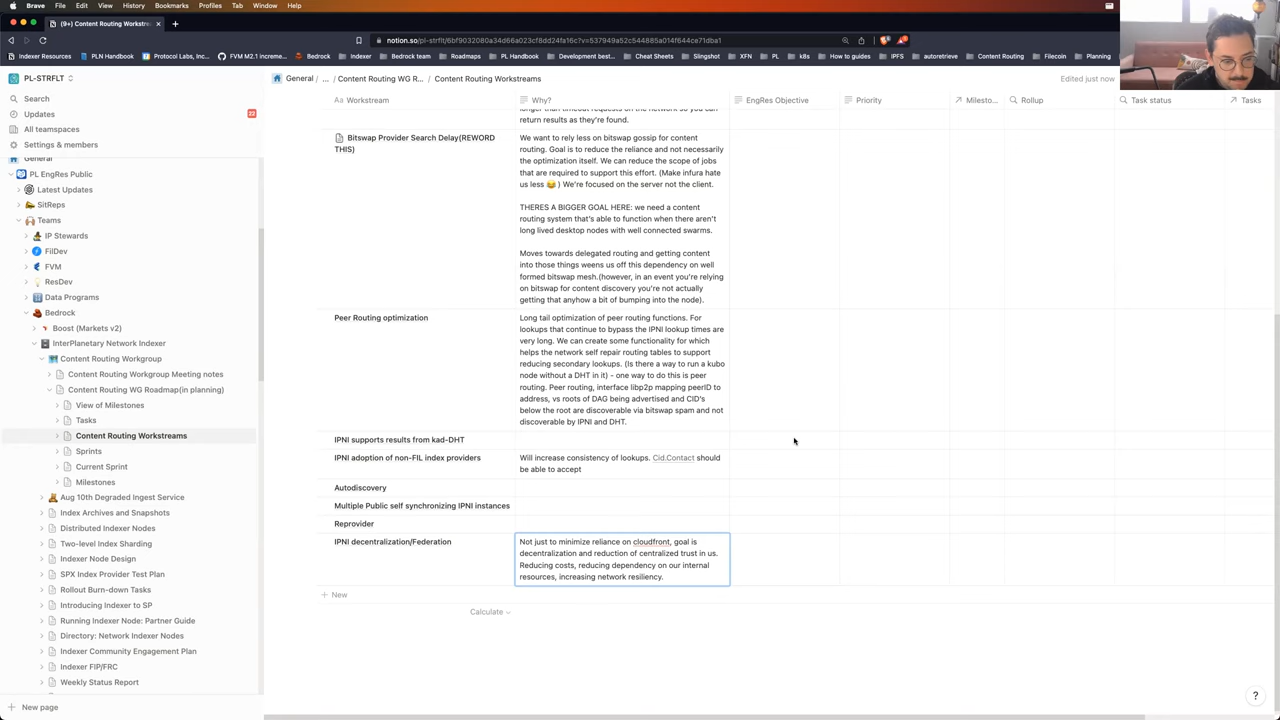 Brave File Edit View History Bookmarks Profiles Tab Window Help
(9+) Content Routing Workstre...
notion.so/pl-strflt/6bf9032080a34d66a023cf8dd24fa16c?v=537949a52c544885a014f644ce71dba1
Indexer Resources PLN Handbook Protocol Labs, Inc... FVM M2.1 Increme... Bedrock Indexer Bedrock team Roadmaps PL Handbook Development best... Cheat Sheets Slingshot XFN PL k8s How to guides IPFS autoretrieve Content Routing Filecoin Planning
PL-STRFLT
General / ... / Content Routing WG R... / Content Routing Workstreams
Edited just now
Search
Updates 22
All teamspaces
Settings & members
General
PL EngRes Public
Latest Updates
SitReps
Teams
IP Stewards
FilDev
FVM
ResDev
Data Programs
Bedrock
Boost (Markets v2)
InterPlanetary Network Indexer
Content Routing Workgroup
Content Routing Workgroup Meeting notes
Content Routing WG Roadmap(in planning)
View of Milestones
Tasks
Content Routing Workstreams
Sprints
Current Sprint
Milestones
Aug 10th Degraded Ingest Service
Index Archives and Snapshots
Distributed Indexer Nodes
Two-level Index Sharding
Indexer Node Design
SPX Index Provider Test Plan
Rollout Burn-down Tasks
Introducing Indexer to SP
Running Indexer Node: Partner Guide
Directory: Network Indexer Nodes
Indexer Community Engagement Plan
Indexer FIP/FRC
Weekly Status Report
New page
Aa Workstream Why? EngRes Objective Priority Milesto... Rollup Task status Tasks
longer than timeout requests on the network so you can
return results as they're found.
Bitswap Provider Search Delay(REWORD
THIS)
We want to rely less on bitswap gossip for content
routing. Goal is to reduce the reliance and not necessarily
the optimization itself. We can reduce the scope of jobs
that are required to support this effort. (Make infura hate
us less 😂 ) We're focused on the server not the client.
THERES A BIGGER GOAL HERE: we need a content
routing system that's able to function when there aren't
long lived desktop nodes with well connected swarms.
Moves towards delegated routing and getting content
into those things weens us off this dependency on well
formed bitswap mesh.(however, in an event you're relying
on bitswap for content discovery you're not actually
getting that anyhow a bit of bumping into the node).
Peer Routing optimization
Long tail optimization of peer routing functions. For
lookups that continue to bypass the IPNI lookup times are
very long. We can create some functionality for which
helps the network self repair routing tables to support
reducing secondary lookups. (Is there a way to run a kubo
node without a DHT in it) - one way to do this is peer
routing. Peer routing, interface libp2p mapping peerID to
address, vs roots of DAG being advertised and CID's
below the root are discoverable via bitswap spam and not
discoverable by IPNI and DHT.
IPNI supports results from kad-DHT
IPNI adoption of non-FIL index providers
Will increase consistency of lookups. Cid.Contact should
be able to accept
Autodiscovery
Multiple Public self synchronizing IPNI instances
Reprovider
IPNI decentralization/Federation
Not just to minimize reliance on cloudfront, goal is
decentralization and reduction of centralized trust in us.
Reducing costs, reducing dependency on our internal
resources, increasing network resiliency.
New
Calculate
?